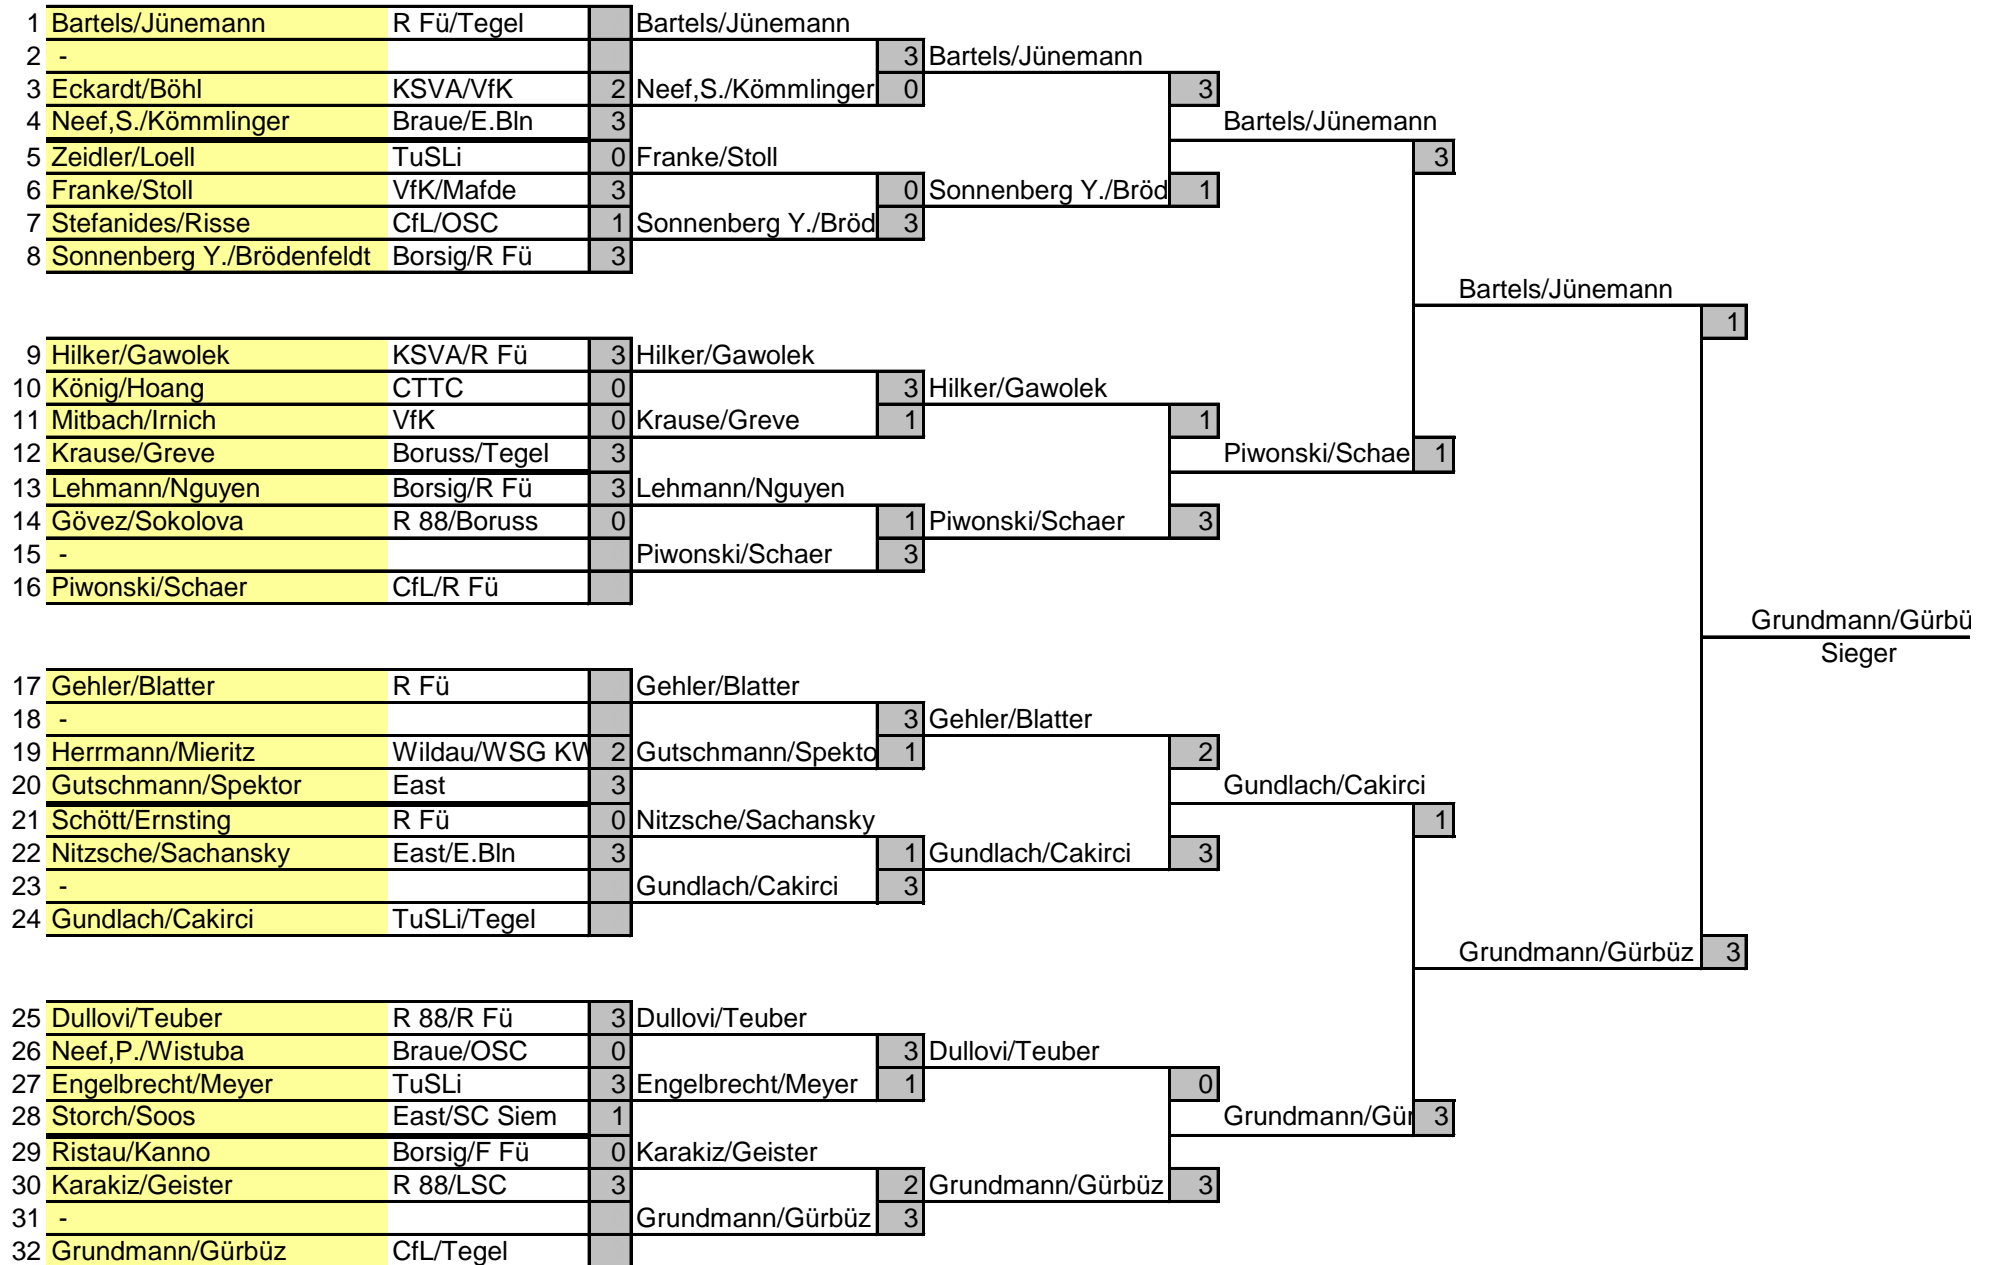 1 Bartels/Jünemann R Fü/Tegel Bartels/Jünemann
2 - 3 Bartels/Jünemann
3 Eckardt/Böhl KSVA/VfK 2 Neef,S./Kömmlinger 0 3
4 Neef,S./Kömmlinger Braue/E.Bln 3 Bartels/Jünemann
5 Zeidler/Loell TuSLi 0 Franke/Stoll 3
6 Franke/Stoll VfK/Mafde 3 0 Sonnenberg Y./Bröd 1
7 Stefanides/Risse CfL/OSC 1 Sonnenberg Y./Bröd 3
8 Sonnenberg Y./Brödenfeldt Borsig/R Fü 3
Bartels/Jünemann
1
9 Hilker/Gawolek KSVA/R Fü 3 Hilker/Gawolek
10 König/Hoang CTTC 0 3 Hilker/Gawolek
11 Mitbach/Irnich VfK 0 Krause/Greve 1 1
12 Krause/Greve Boruss/Tegel 3 Piwonski/Schae 1
13 Lehmann/Nguyen Borsig/R Fü 3 Lehmann/Nguyen
14 Gövez/Sokolova R 88/Boruss 0 1 Piwonski/Schaer 3
15 - Piwonski/Schaer 3
16 Piwonski/Schaer CfL/R Fü
Grundmann/Gürbü
Sieger
17 Gehler/Blatter R Fü Gehler/Blatter
18 - 3 Gehler/Blatter
19 Herrmann/Mieritz Wildau/WSG KW 2 Gutschmann/Spekto 1 2
20 Gutschmann/Spektor East 3 Gundlach/Cakirci
21 Schött/Ernsting R Fü 0 Nitzsche/Sachansky 1
22 Nitzsche/Sachansky East/E.Bln 3 1 Gundlach/Cakirci 3
23 - Gundlach/Cakirci 3
24 Gundlach/Cakirci TuSLi/Tegel
Grundmann/Gürbüz 3
25 Dullovi/Teuber R 88/R Fü 3 Dullovi/Teuber
26 Neef,P./Wistuba Braue/OSC 0 3 Dullovi/Teuber
27 Engelbrecht/Meyer TuSLi 3 Engelbrecht/Meyer 1 0
28 Storch/Soos East/SC Siem 1 Grundmann/Gür 3
29 Ristau/Kanno Borsig/F Fü 0 Karakiz/Geister
30 Karakiz/Geister R 88/LSC 3 2 Grundmann/Gürbüz 3
31 - Grundmann/Gürbüz 3
32 Grundmann/Gürbüz CfL/Tegel